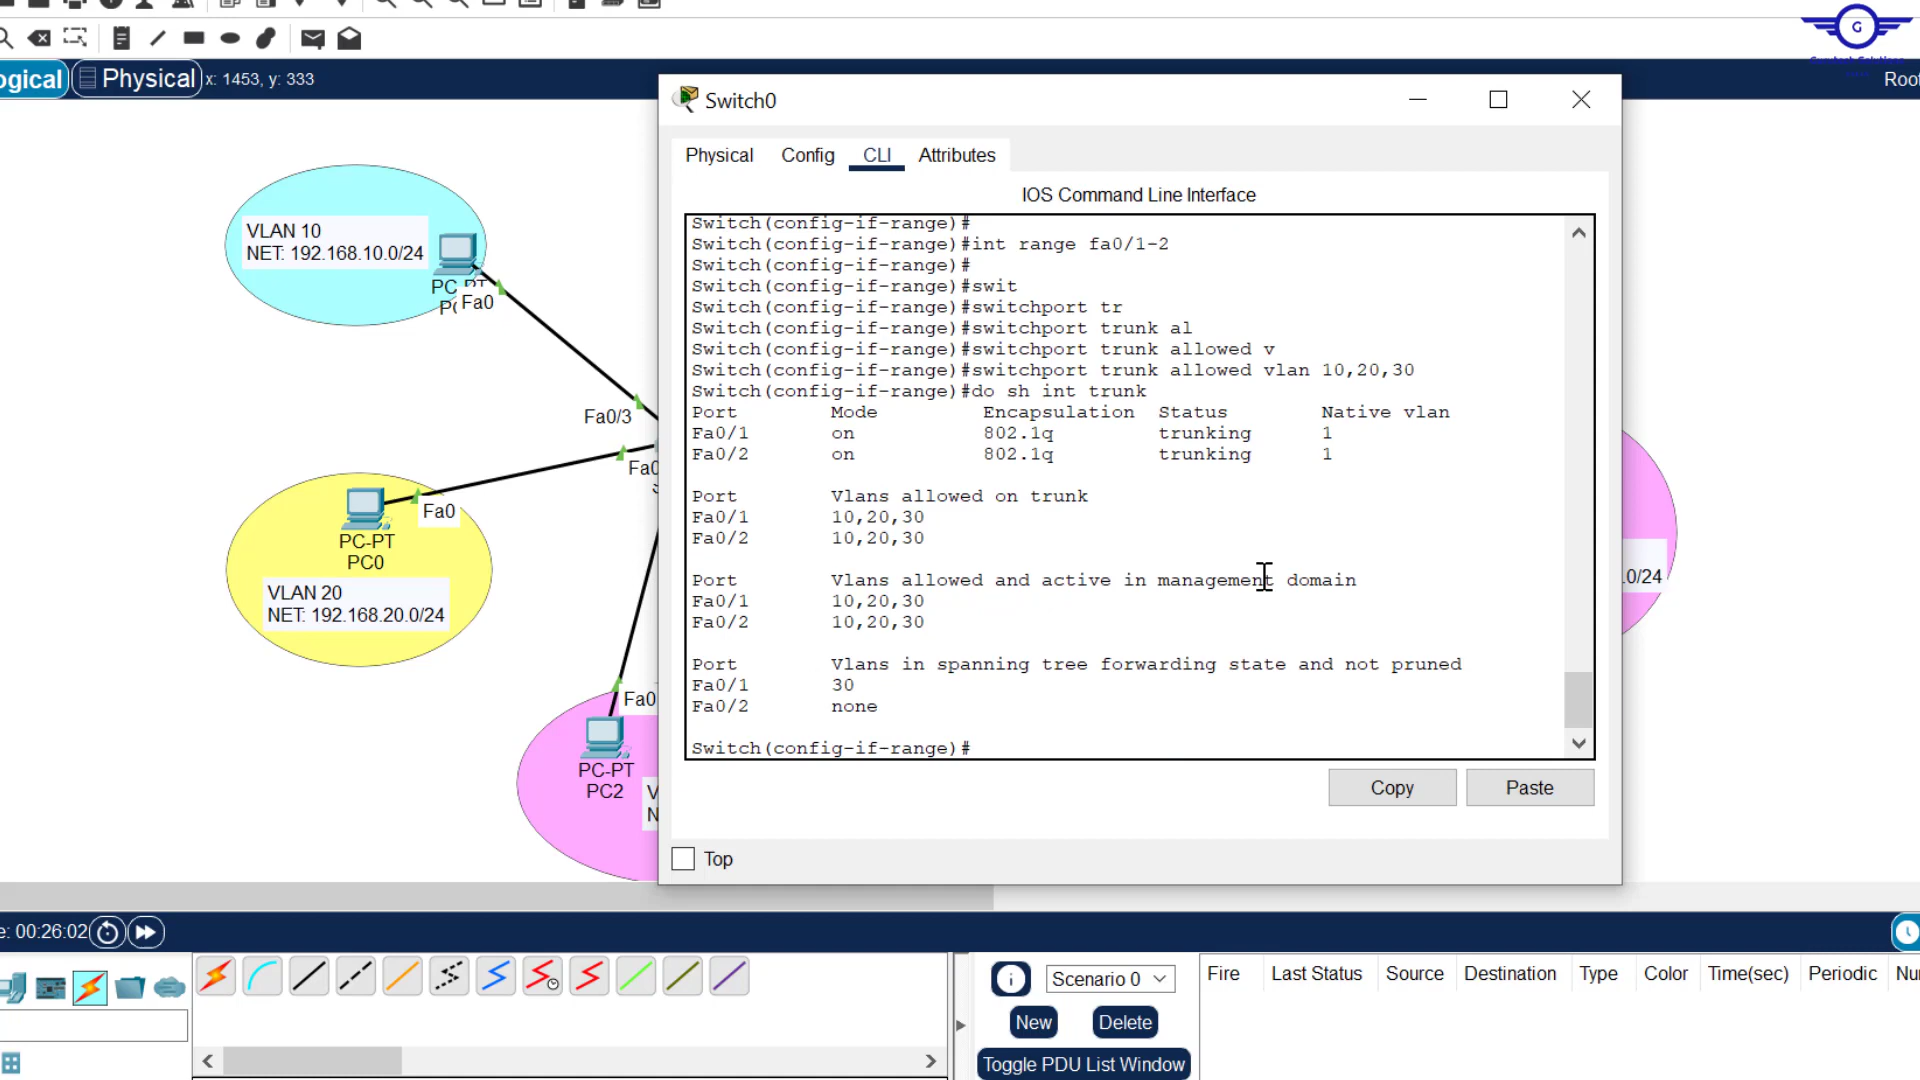 G
Logical
Physical
x: 1453, y: 333
Root
Switch0
Physical
Config
CLI
Attributes
IOS Command Line Interface
Switch(config-if-range)#
Switch(config-if-range)#int range fa0/1-2
Switch(config-if-range)#
Switch(config-if-range)#swit
Switch(config-if-range)#switchport tr
Switch(config-if-range)#switchport trunk al
Switch(config-if-range)#switchport trunk allowed v
Switch(config-if-range)#switchport trunk allowed vlan 10,20,30
Switch(config-if-range)#do sh int trunk
Port Mode Encapsulation Status Native vlan
Fa0/1 on 802.1q trunking 1
Fa0/2 on 802.1q trunking 1
Port Vlans allowed on trunk
Fa0/1 10,20,30
Fa0/2 10,20,30
Port Vlans allowed and active in management domain
Fa0/1 10,20,30
Fa0/2 10,20,30
Port Vlans in spanning tree forwarding state and not pruned
Fa0/1 30
Fa0/2 none
Switch(config-if-range)#
Copy
Paste
Top
VLAN 10
NET: 192.168.10.0/24
Fa0
Fa0/3
Fa0
PC-PT
PC0
VLAN 20
NET: 192.168.20.0/24
Fa0
PC-PT
PC2
.0/24
e: 00:26:02
Scenario 0
New
Delete
Toggle PDU List Window
Fire
Last Status
Source
Destination
Type
Color
Time(sec)
Periodic